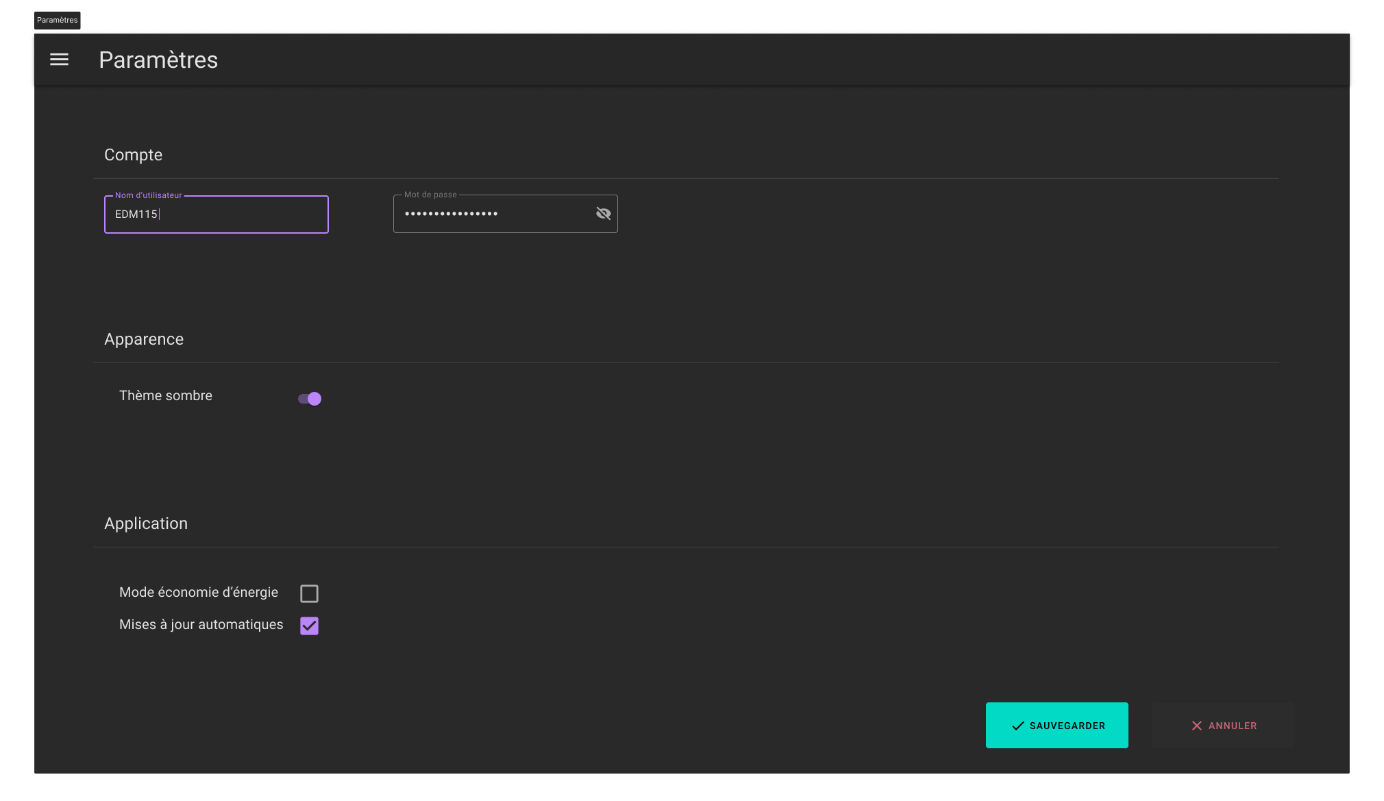 Paramètres
Paramètres
Compte
Nom d'utilisateur
EDM115
Mot de passe
••••••••••••••••
Apparence
Thème sombre
Application
Mode économie d'énergie
Mises à jour automatiques
SAUVEGARDER
ANNULER